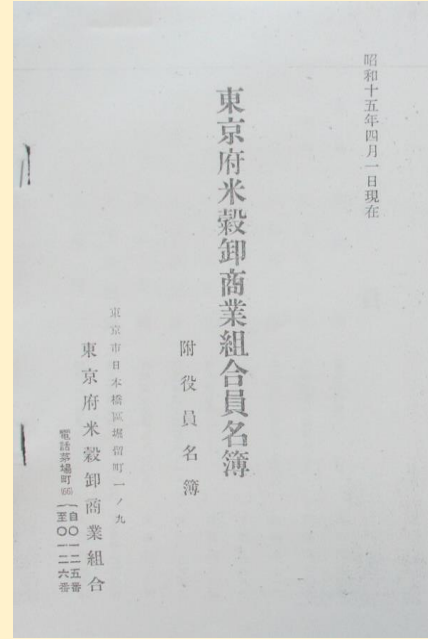 昭和十五年四月一日現在
東京府米穀卸商業組合員名簿
附役員名簿
東京市日本橋區堀留町一ノ九
東京府米穀卸商業組合
電話茅場町(66)
自〇一二五番
至〇一二六番